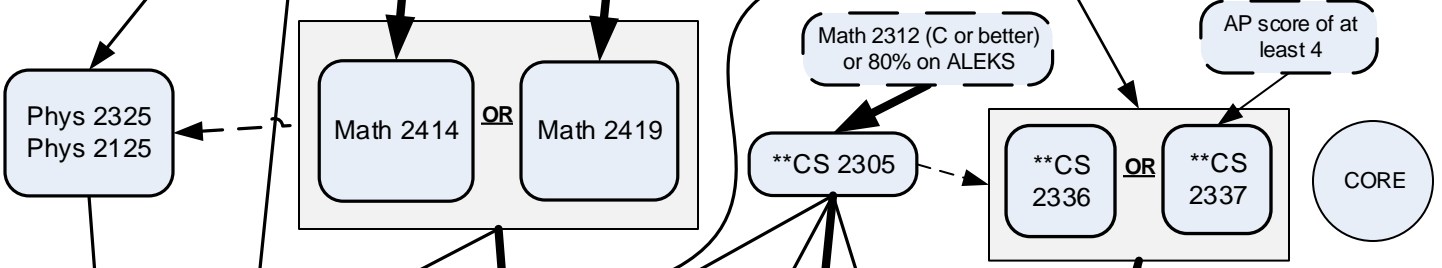 Phys 2325
Phys 2125
Math 2414
OR
Math 2419
Math 2312 (C or better)
or 80% on ALEKS
**CS 2305
AP score of at
least 4
**CS
2336
OR
**CS
2337
CORE